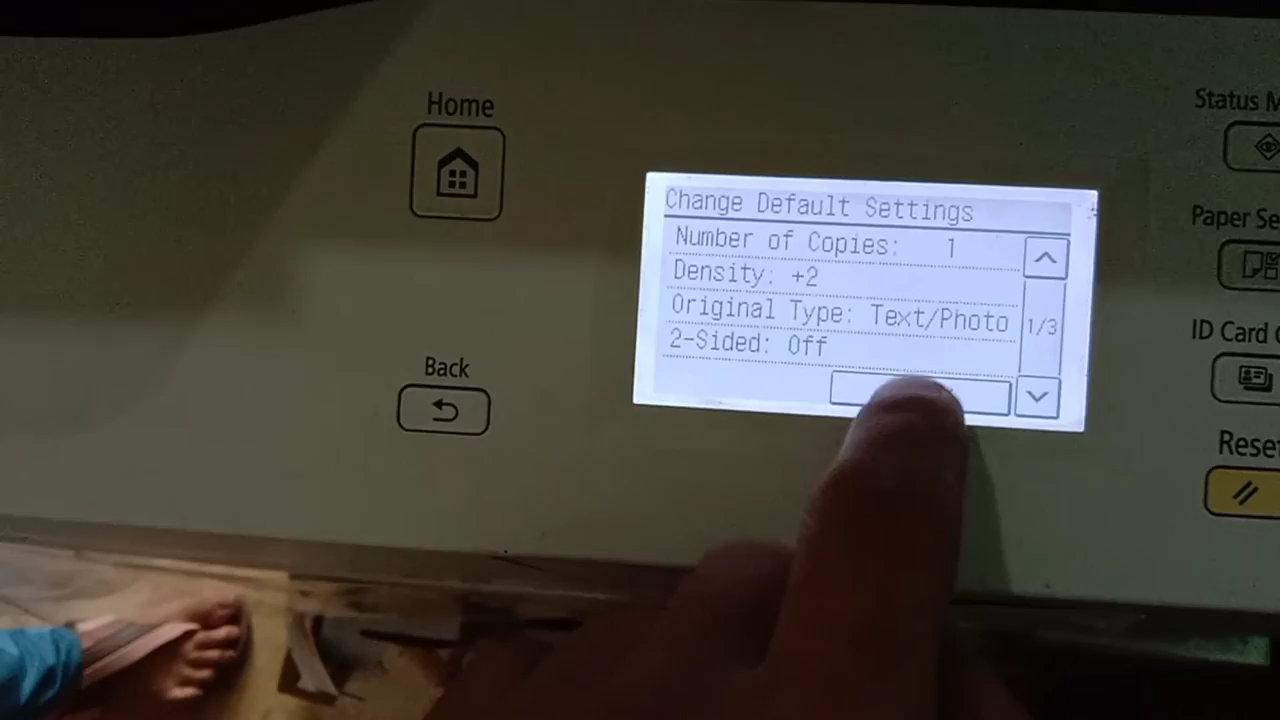 Home
Back
Change Default Settings
Number of Copies: 1
Density: +2
Original Type: Text/Photo
2-Sided: Off
1/3
Status M
Paper Se
ID Card C
Reset